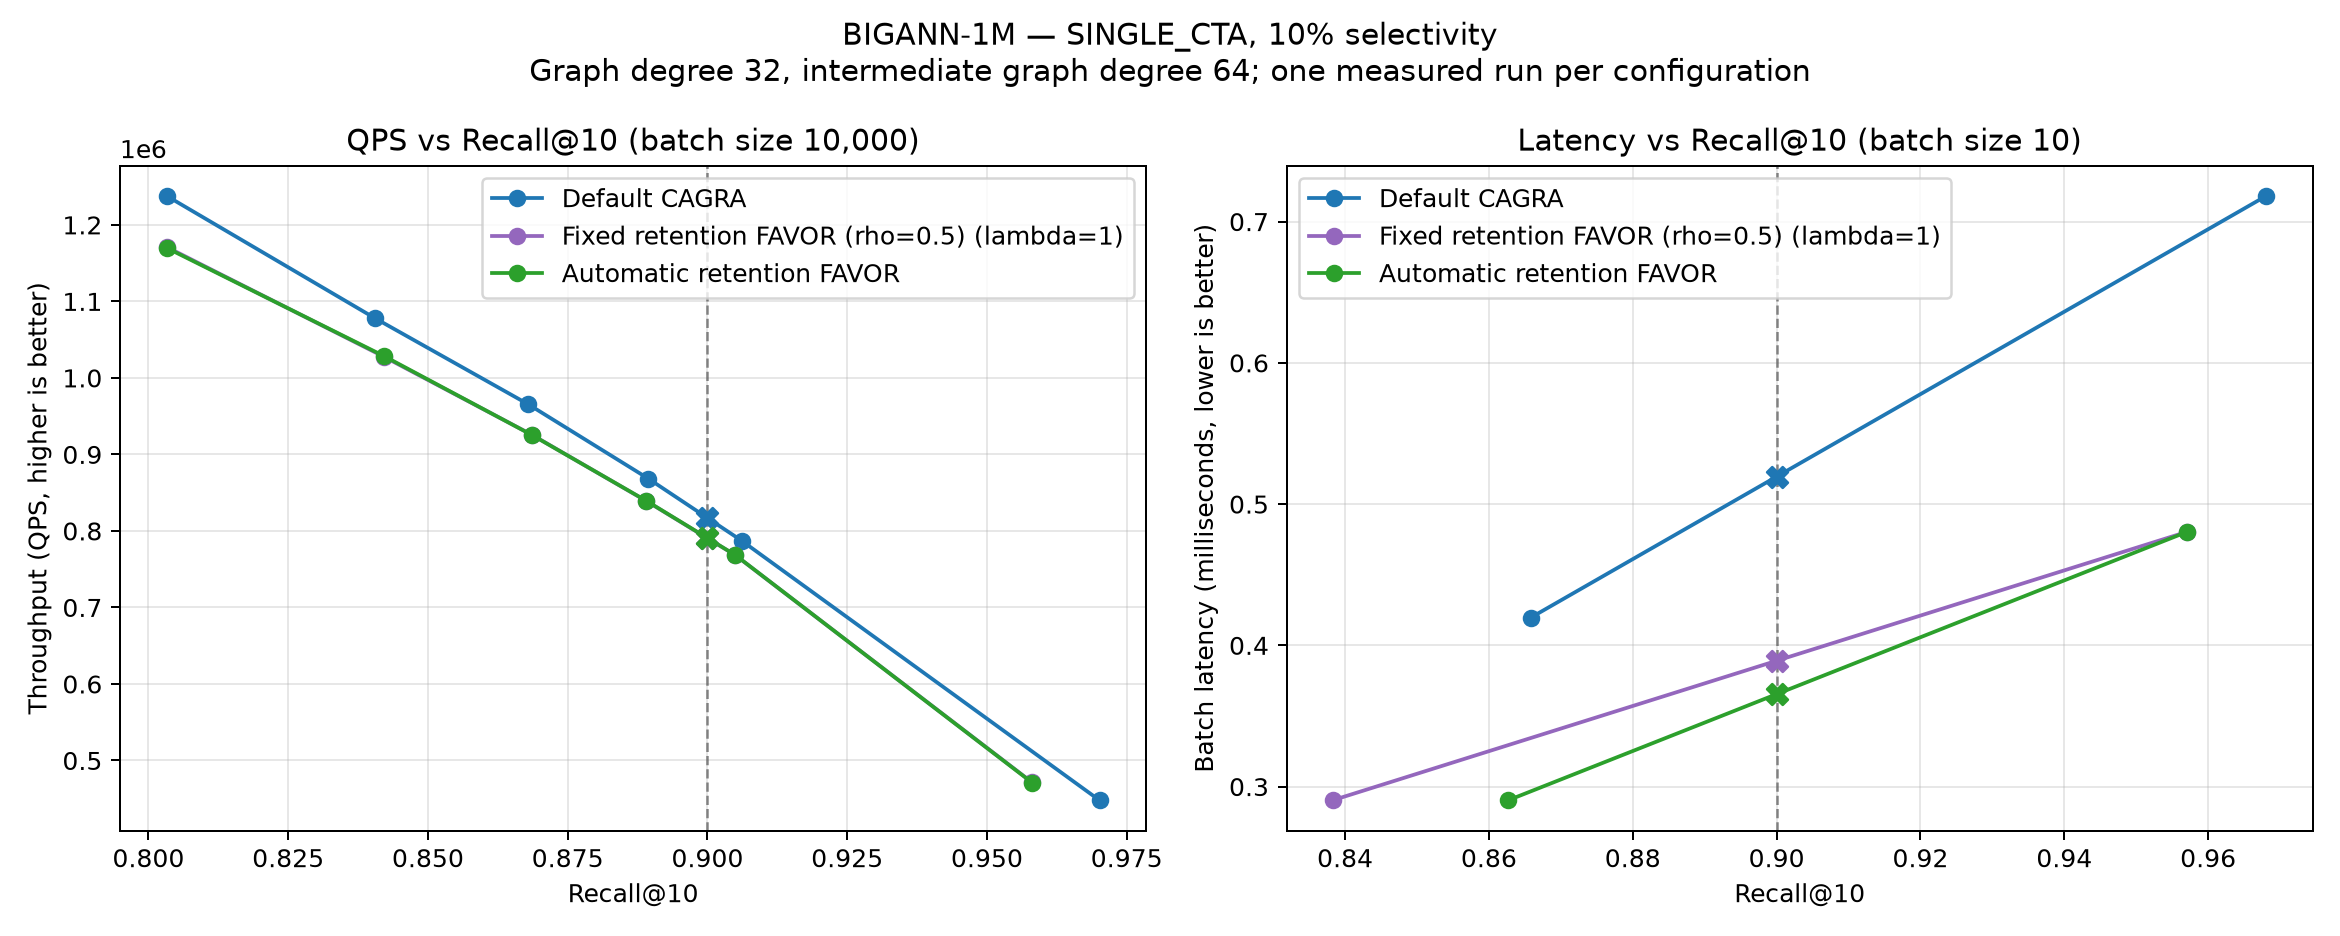 BIGANN-1M — SINGLE_CTA, 10% selectivity
Graph degree 32, intermediate graph degree 64; one measured run per configuration
QPS vs Recall@10 (batch size 10,000)
1e6
Default CAGRA
Fixed retention FAVOR (rho=0.5) (lambda=1)
Automatic retention FAVOR
Throughput (QPS, higher is better)
1.2
1.1
1.0
0.9
0.8
0.7
0.6
0.5
0.800 0.825 0.850 0.875 0.900 0.925 0.950 0.975
Recall@10
Latency vs Recall@10 (batch size 10)
Default CAGRA
Fixed retention FAVOR (rho=0.5) (lambda=1)
Automatic retention FAVOR
Batch latency (milliseconds, lower is better)
0.7
0.6
0.5
0.4
0.3
0.84 0.86 0.88 0.90 0.92 0.94 0.96
Recall@10